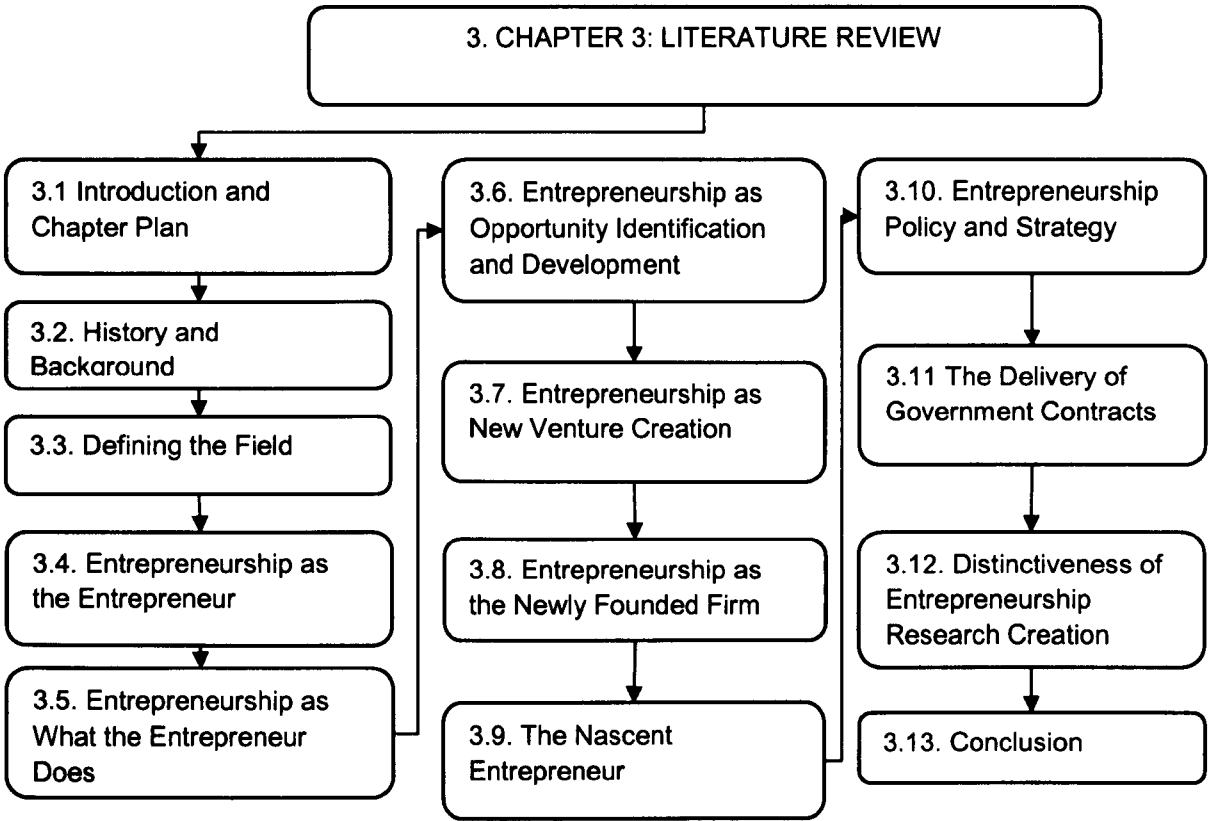 3. CHAPTER 3: LITERATURE REVIEW
3.1 Introduction and
Chapter Plan
3.2. History and
Background
3.3. Defining the Field
3.4. Entrepreneurship as
the Entrepreneur
3.5. Entrepreneurship as
What the Entrepreneur
Does
3.6. Entrepreneurship as
Opportunity Identification
and Development
3.7. Entrepreneurship as
New Venture Creation
3.8. Entrepreneurship as
the Newly Founded Firm
3.9. The Nascent
Entrepreneur
3.10. Entrepreneurship
Policy and Strategy
3.11 The Delivery of
Government Contracts
3.12. Distinctiveness of
Entrepreneurship
Research Creation
3.13. Conclusion